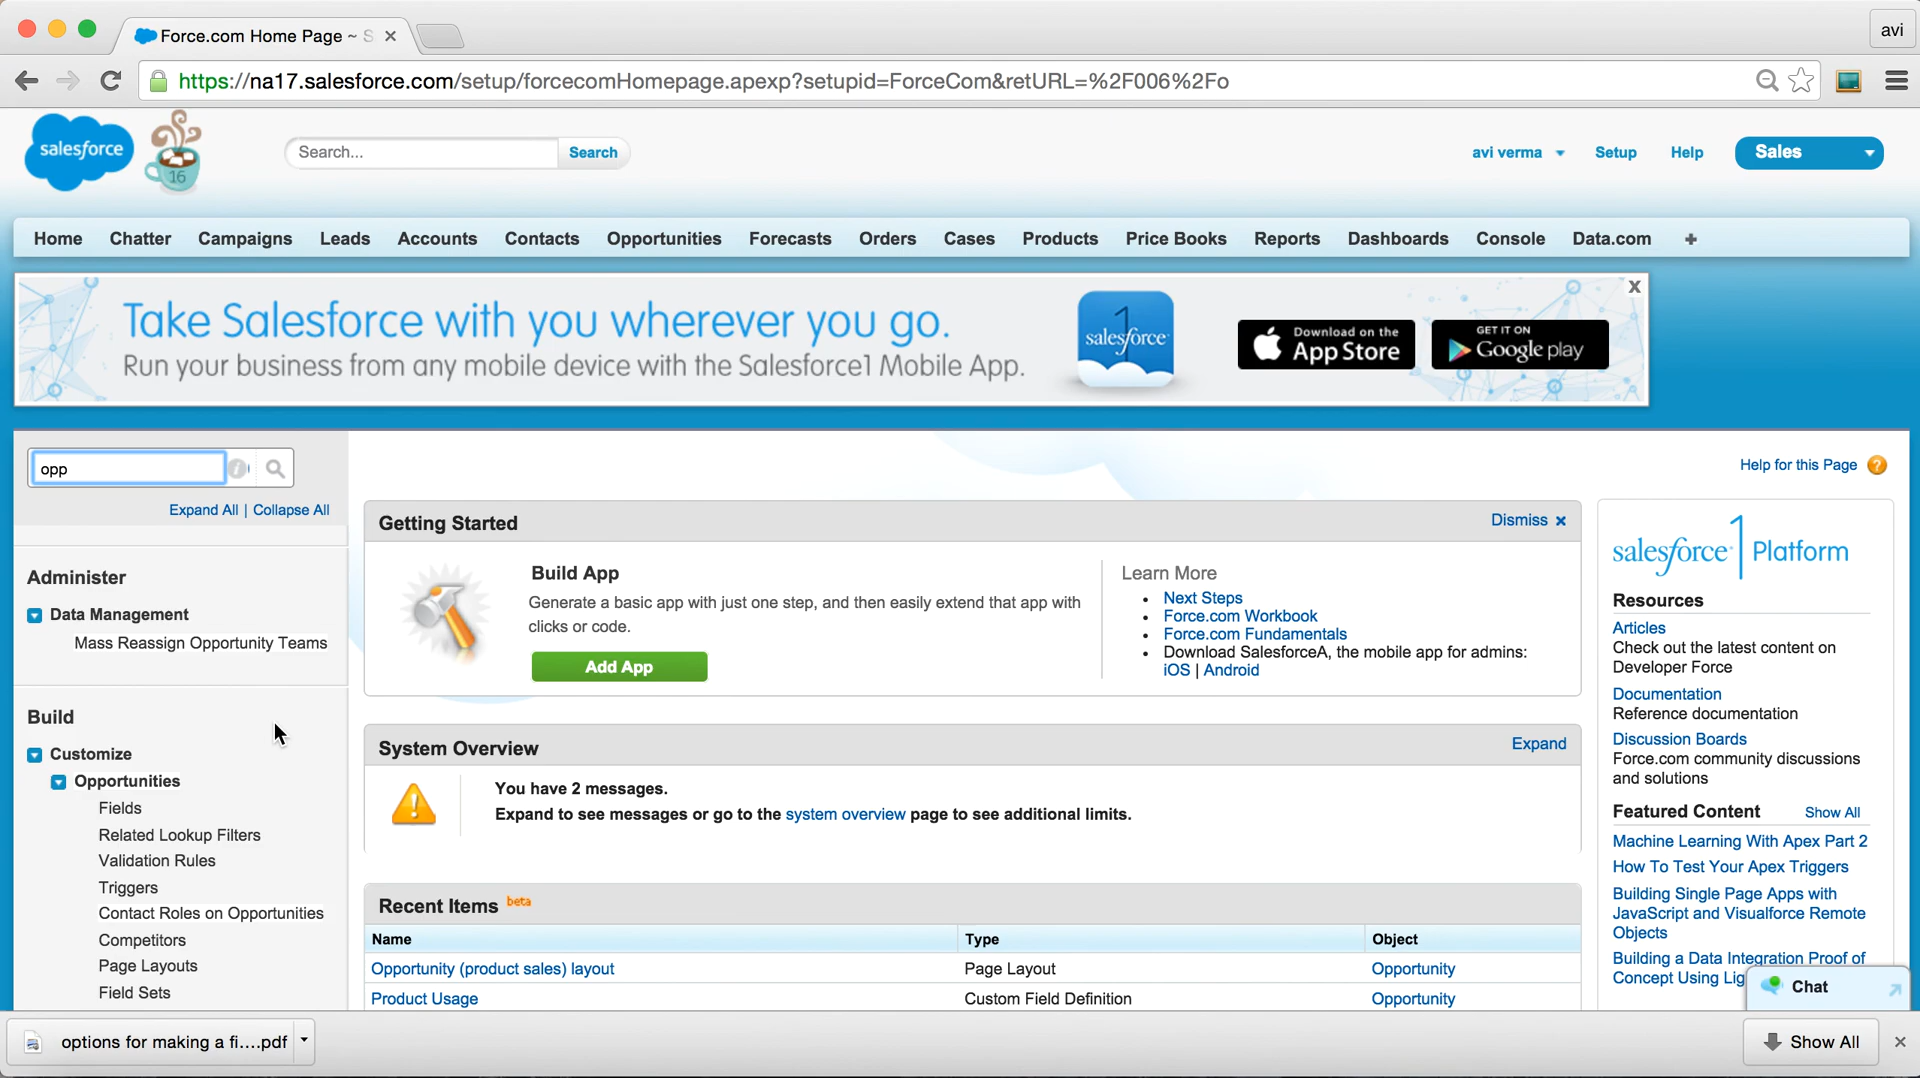 Force.com Home Page ~ S
avi
https://na17.salesforce.com/setup/forcecomHomepage.apexp?setupid=ForceCom&retURL=%2F006%2Fo
salesforce
16
Search...
Search
avi verma
Setup
Help
Sales
Home
Chatter
Campaigns
Leads
Accounts
Contacts
Opportunities
Forecasts
Orders
Cases
Products
Price Books
Reports
Dashboards
Console
Data.com
+
Take Salesforce with you wherever you go.
Run your business from any mobile device with the Salesforce1 Mobile App.
salesforce
1
Download on the
App Store
GET IT ON
Google play
X
opp
Expand All | Collapse All
Administer
Data Management
Mass Reassign Opportunity Teams
Build
Customize
Opportunities
Fields
Related Lookup Filters
Validation Rules
Triggers
Contact Roles on Opportunities
Competitors
Page Layouts
Field Sets
Help for this Page ?
Getting Started
Dismiss x
Build App
Generate a basic app with just one step, and then easily extend that app with
clicks or code.
Add App
Learn More
• Next Steps
• Force.com Workbook
• Force.com Fundamentals
• Download SalesforceA, the mobile app for admins:
iOS | Android
System Overview
Expand
You have 2 messages.
Expand to see messages or go to the system overview page to see additional limits.
Recent Items beta
Name Type Object
Opportunity (product sales) layout Page Layout Opportunity
Product Usage Custom Field Definition Opportunity
salesforce1 Platform
Resources
Articles
Check out the latest content on
Developer Force
Documentation
Reference documentation
Discussion Boards
Force.com community discussions
and solutions
Featured Content Show All
Machine Learning With Apex Part 2
How To Test Your Apex Triggers
Building Single Page Apps with
JavaScript and Visualforce Remote
Objects
Building a Data Integration Proof of
Concept Using Lig
Chat
options for making a fi....pdf
Show All